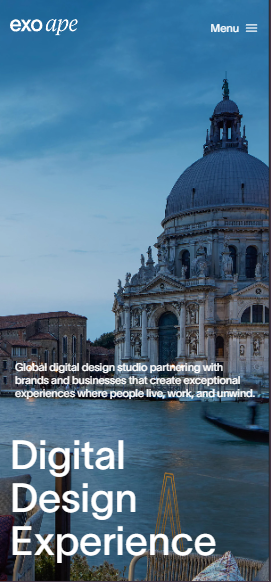 exo ape
Menu
Global digital design studio partnering with
brands and businesses that create exceptional
experiences where people live, work, and unwind.
Digital
Design
Experience